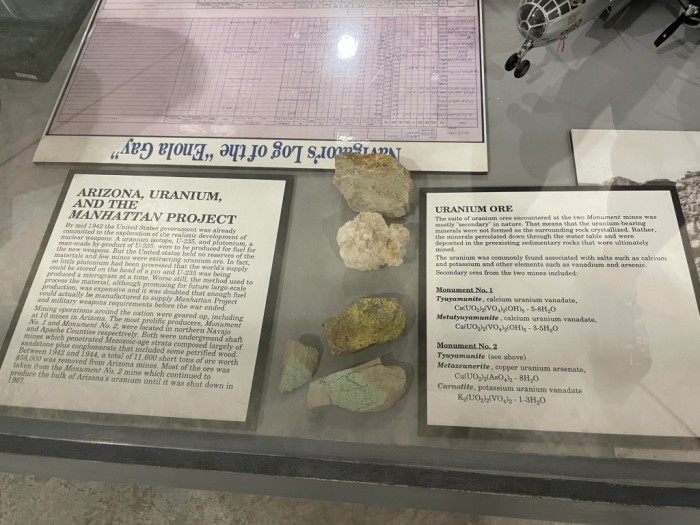 Navigator's Log of the "Enola Gay"
ARIZONA, URANIUM,
AND THE
MANHATTAN PROJECT
By mid 1942 the United States government was already
committed to the exploration of the realistic development of
nuclear weapons. A uranium isotope, U-235, and plutonium, a
man-made by-product of U-235, were to be produced for fuel for
the new weapons. But the United States held no reserves of the
materials and few mines were extracting uranium ore. In fact,
so little plutonium had been processed that the world's supply
could be stored on the head of a pin and U-235 was being
produced a microgram at a time. Worse still, the method used to
process the material, although promising for future large-scale
production, was expensive and it was doubted that enough fuel
could actually be manufactured to supply Manhattan Project
and military weapons requirements before the war ended.
Mining operations around the nation were geared up, including
at 10 mines in Arizona. The most prolific producers, Monument
No. 1 and Monument No. 2, were located in northern Navajo
and Apache Counties respectively. Both were underground shaft
mines which penetrated Mesozoic-age strata composed largely of
sandstone plus conglomerate that included some petrified wood.
Between 1942 and 1944, a total of 11,600 short tons of ore worth
$58,000 was removed from Arizona mines. Most of the ore was
taken from the Monument No. 2 mine which continued to
produce the bulk of Arizona's uranium until it was shut down in
1967.
URANIUM ORE
The suite of uranium ores encountered at the two Monument mines was
mostly "secondary" in nature. That means that the uranium-bearing
minerals were not formed as the surrounding rock crystallized. Rather,
the minerals percolated down through the water table and were
deposited in the preexisting sedimentary rocks that were ultimately
mined.
The uranium was commonly found associated with salts such as calcium
and potassium and other elements such as vanadium and arsenic.
Secondary ores from the two mines included:
Monument No. 1
Tyuyamunite, calcium uranium vanadate,
Ca(UO₂)₂(VO₄)₂(OH)₅ · 5-8H₂O
Metatyuyamunite, calcium uranium vanadate,
Ca(UO₂)₂(VO₄)₂(OH)₅ · 3-5H₂O
Monument No. 2
Tyuyamunite (see above)
Metazeunerite, copper uranium arsenate,
Cu(UO₂)₂(AsO₄)₂ · 8H₂O
Carnotite, potassium uranium vanadate
K₂(UO₂)₂(VO₄)₂ · 1-3H₂O